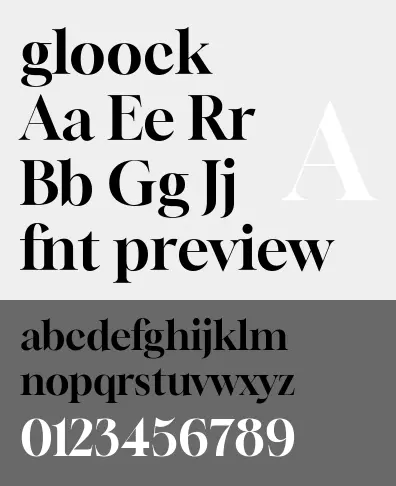 gloock
Aa Ee Rr
Bb Gg Jj
A
fnt preview
abcdefghijklm
nopqrstuvwxyz
0123456789